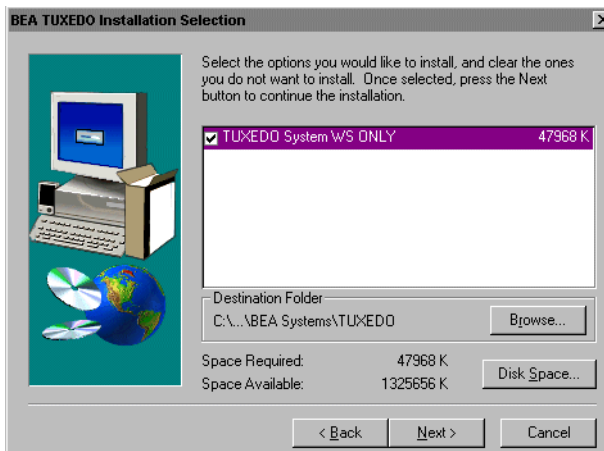 BEA TUXEDO Installation Selection
Select the options you would like to install, and clear the ones
you do not want to install. Once selected, press the Next
button to continue the installation.
TUXEDO System WS ONLY 47968 K
Destination Folder
C:\...\BEA Systems\TUXEDO
Browse...
Space Required: 47968 K
Space Available: 1325656 K
Disk Space...
< Back Next > Cancel